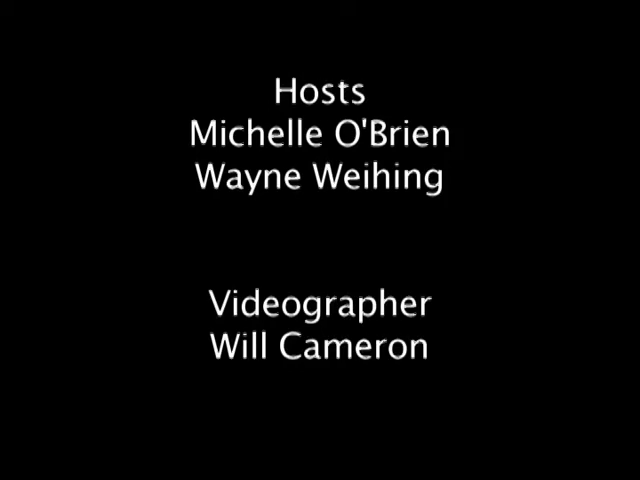 Hosts
Michelle O'Brien
Wayne Weihing
Videographer
Will Cameron